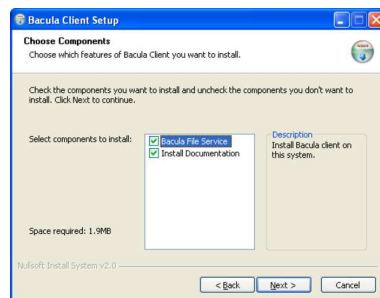 Bacula Client Setup
Choose Components
Choose which features of Bacula Client you want to install.
Check the components you want to install and uncheck the components you don't want to
install. Click Next to continue.
Select components to install:
Bacula File Service
Install Documentation
Description
Install Bacula client on
this system.
Space required: 1.9MB
Nullsoft Install System v2.0
< Back
Next >
Cancel